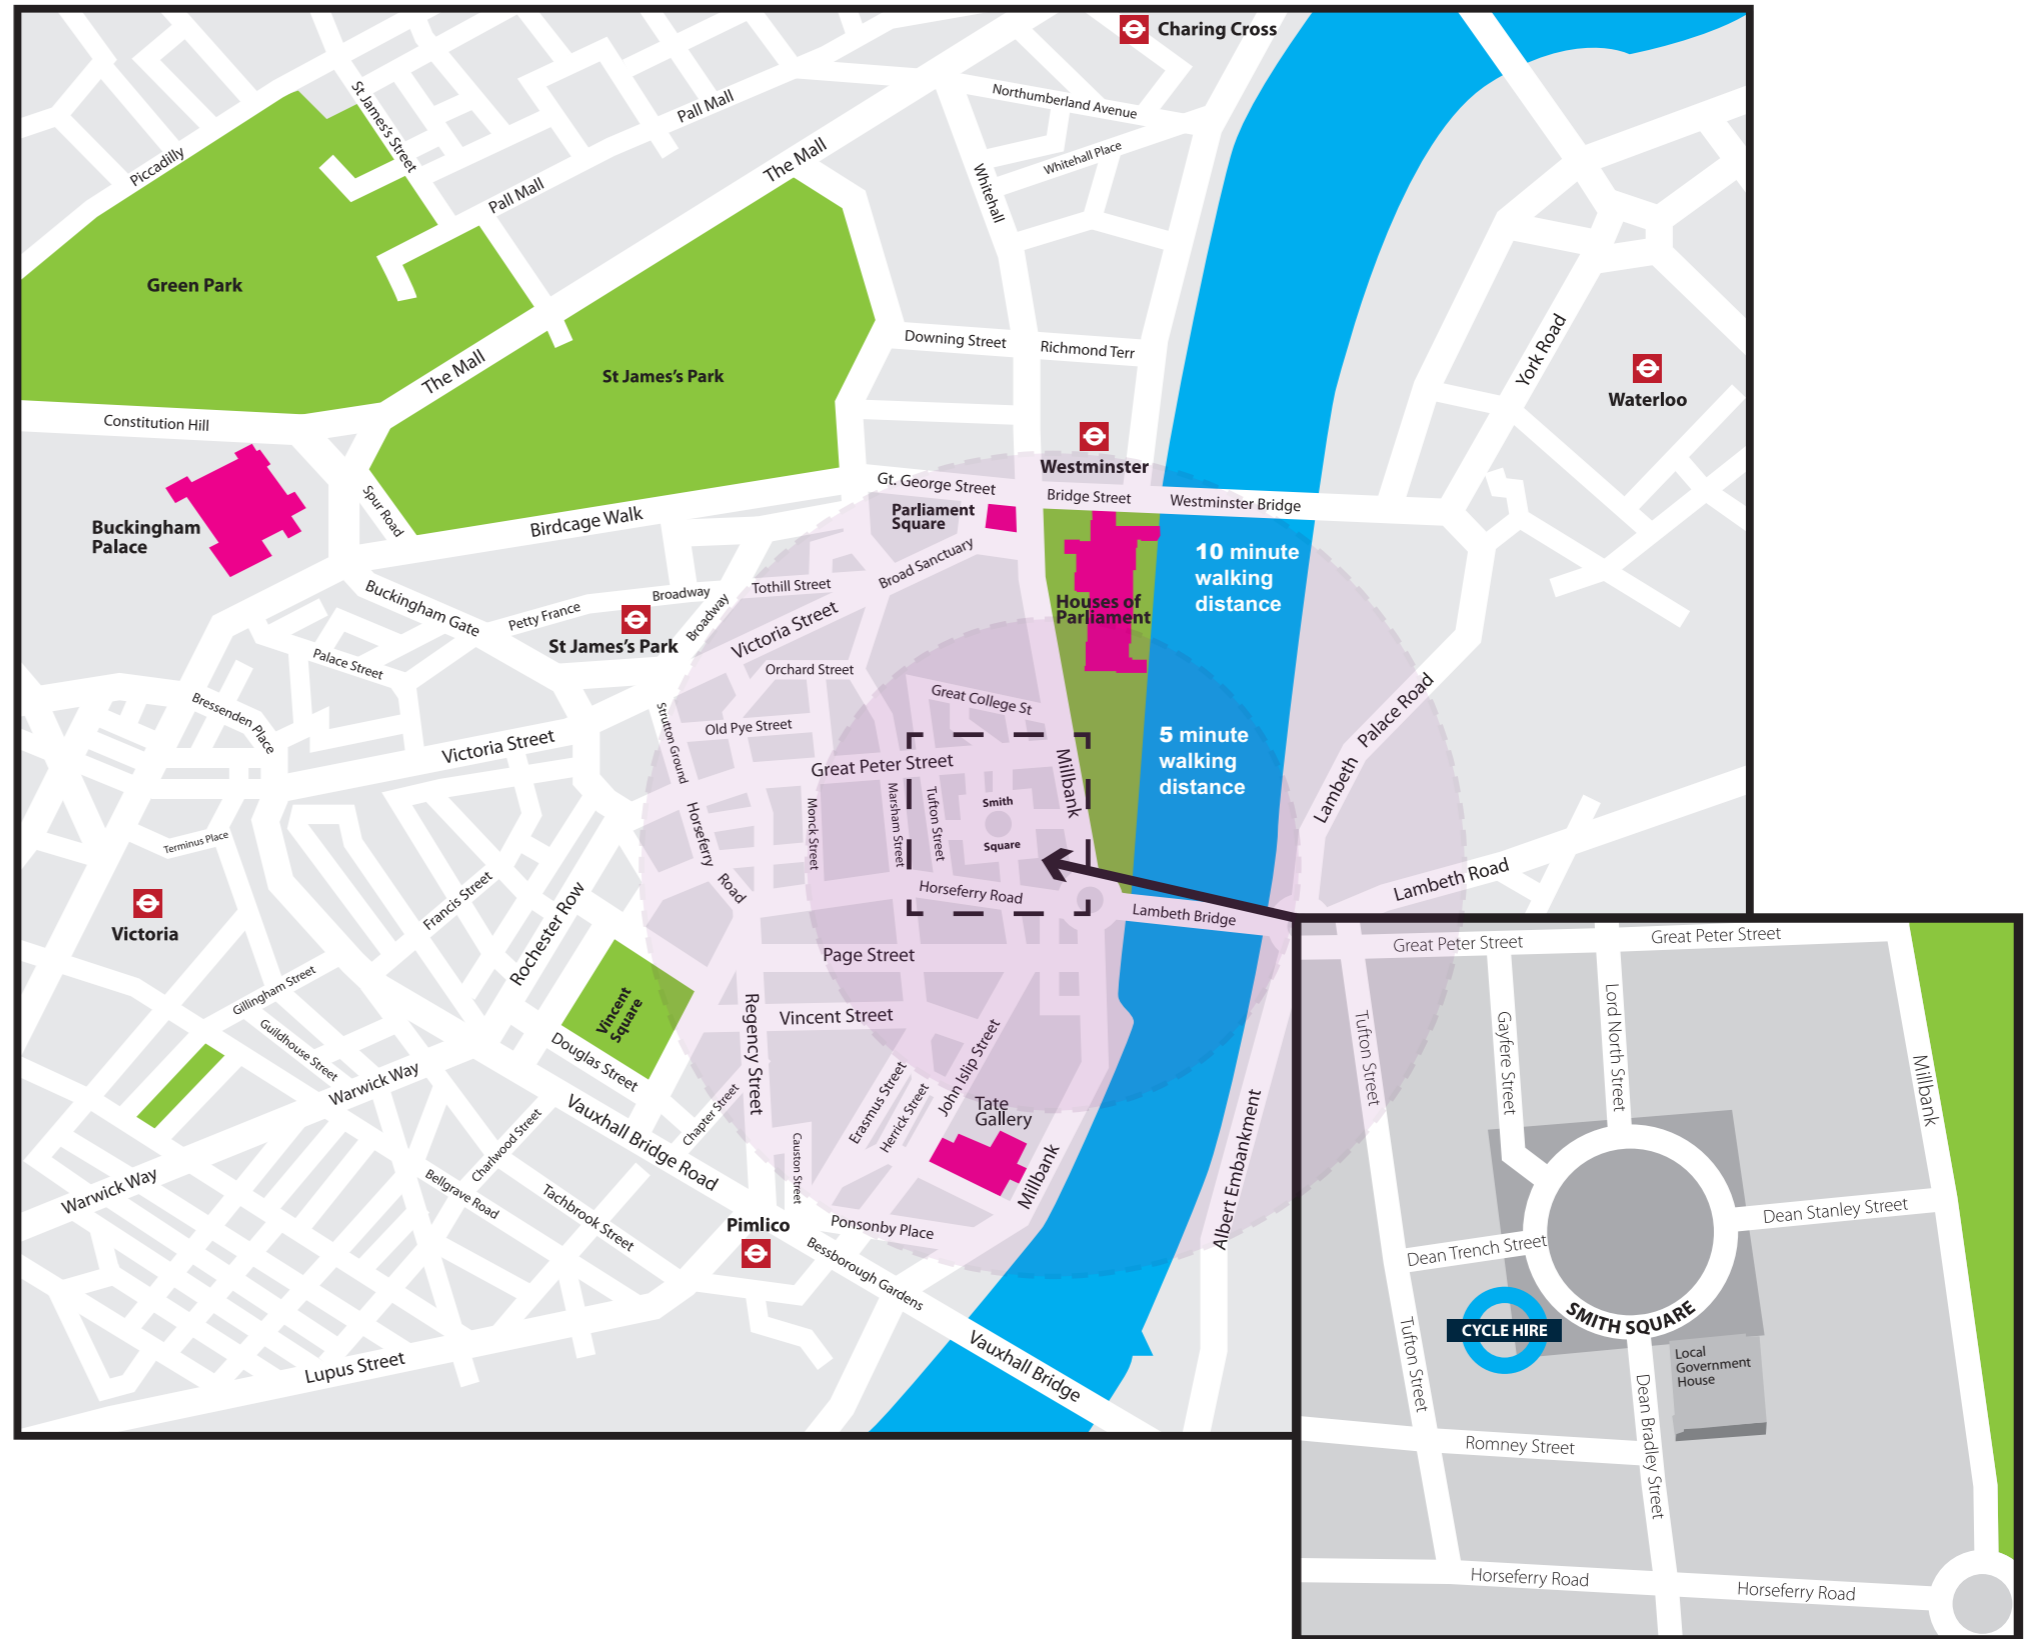 Charing Cross
Northumberland Avenue
Pall Mall
St James's Street
The Mall
Piccadilly
Whitehall Place
Whitehall
Pall Mall
Green Park
Downing Street
Richmond Terr
York Road
The Mall
St James's Park
Waterloo
Constitution Hill
Westminster
Gt. George Street
Bridge Street
Westminster Bridge
Spur Road
Buckingham
Palace
Birdcage Walk
Parliament
Square
Broad Sanctuary
10 minute
walking
distance
Tothill Street
Buckingham Gate
Petty France
Broadway
Broadway
Houses of
Parliament
Victoria Street
St James's Park
Palace Street
Orchard Street
Great College St
Bressenden Place
Strutton Ground
Old Pye Street
Victoria Street
Lambeth Palace Road
5 minute
walking
distance
Great Peter Street
Millbank
Marsham Street
Tufton Street
Monck Street
Smith
Square
Horseferry Road
Terminus Place
Francis Street
Rochester Row
Horseferry Road
Lambeth Road
Lambeth Bridge
Victoria
Page Street
Gillingham Street
Vincent
Square
Regency Street
Vincent Street
Guildhouse Street
Douglas Street
John Islip Street
Erasmus Street
Herrick Street
Warwick Way
Chapter Street
Tate
Gallery
Vauxhall Bridge Road
Charlwood Street
Causton Street
Millbank
Albert Embankment
Warwick Way
Bellgrave Road
Tachbrook Street
Pimlico
Ponsonby Place
Bessborough Gardens
Lupus Street
Vauxhall Bridge
Great Peter Street
Great Peter Street
Tufton Street
Gayfere Street
Lord North Street
Millbank
Dean Stanley Street
Dean Trench Street
SMITH SQUARE
CYCLE HIRE
Tufton Street
Local
Government
House
Dean Bradley Street
Romney Street
Horseferry Road
Horseferry Road